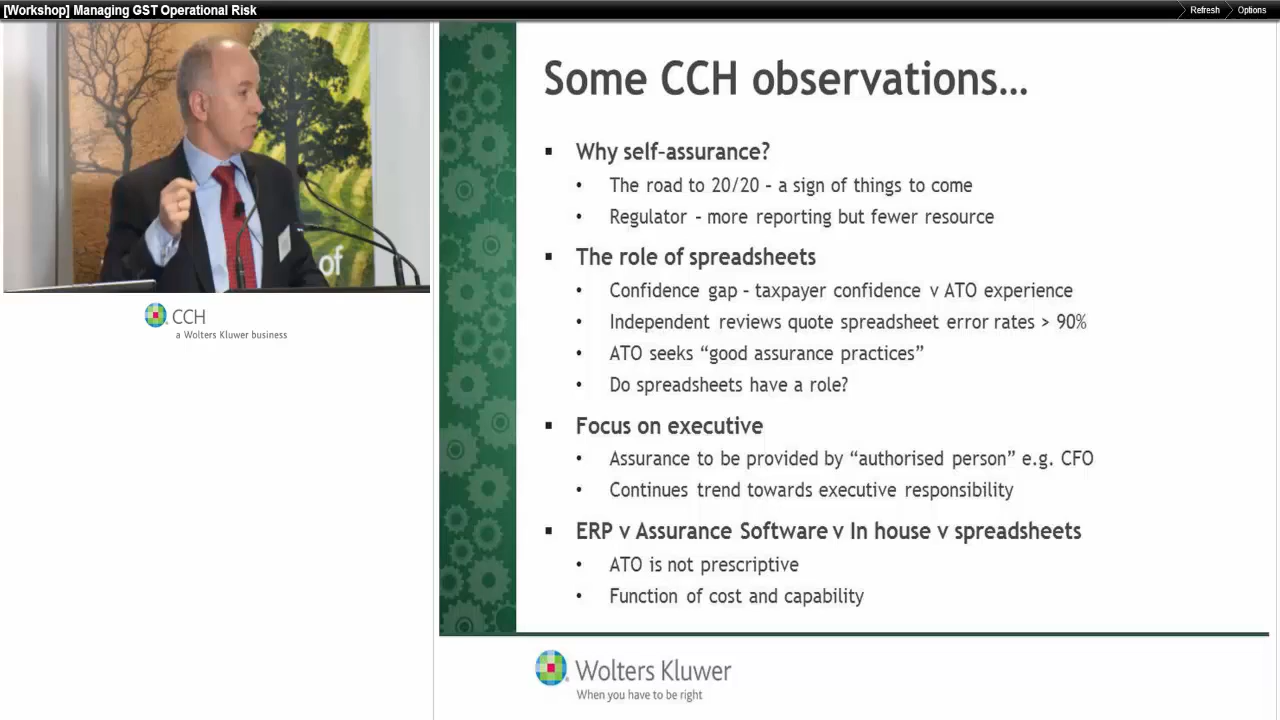 [Workshop] Managing GST Operational Risk
Refresh
Options
of
CCH
a Wolters Kluwer business
Some CCH observations...
Why self-assurance?
The road to 20/20 – a sign of things to come
Regulator – more reporting but fewer resource
The role of spreadsheets
Confidence gap – taxpayer confidence v ATO experience
Independent reviews quote spreadsheet error rates > 90%
ATO seeks “good assurance practices”
Do spreadsheets have a role?
Focus on executive
Assurance to be provided by “authorised person” e.g. CFO
Continues trend towards executive responsibility
ERP v Assurance Software v In house v spreadsheets
ATO is not prescriptive
Function of cost and capability
Wolters Kluwer
When you have to be right